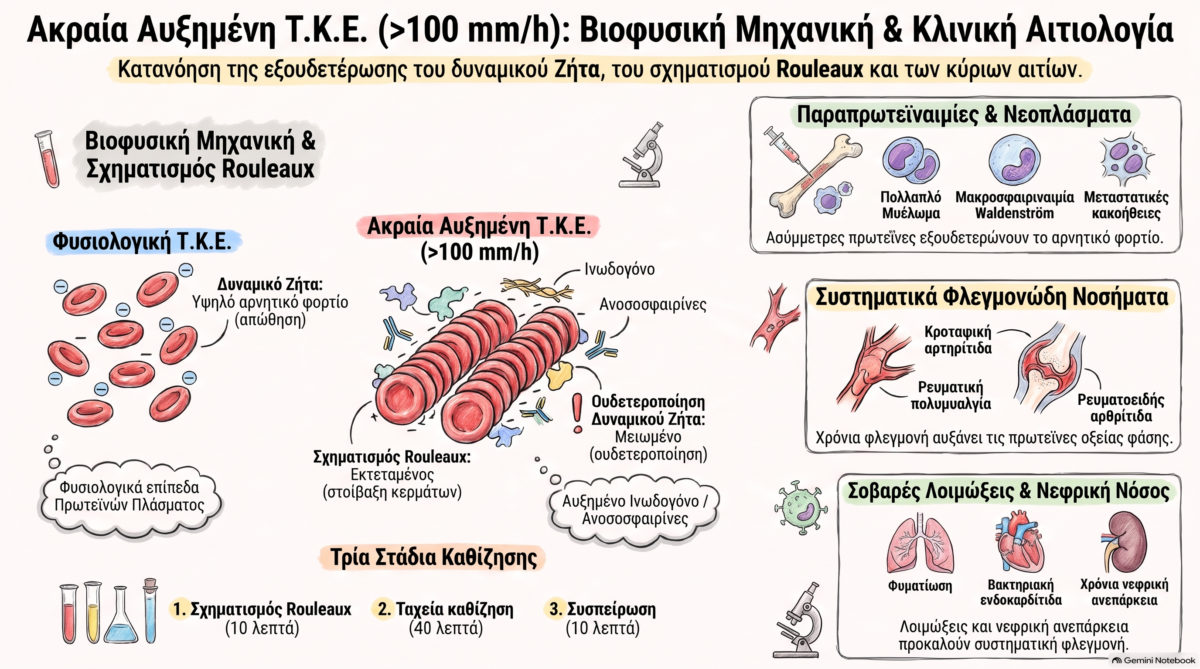 Ακραία Αυξημένη Τ.Κ.Ε. (>100 mm/h): Βιοφυσική Μηχανική & Κλινική Αιτιολογία
Κατανόηση της εξουδετέρωσης του δυναμικού Ζήτα, του σχηματισμού Rouleaux και των κύριων αιτίων.
Βιοφυσική Μηχανική &
Σχηματισμός Rouleaux
Φυσιολογική Τ.Κ.Ε.
Δυναμικό Ζήτα:
Υψηλό αρνητικό φορτίο
(απώθηση)
Φυσιολογικά επίπεδα
Πρωτεϊνών Πλάσματος
Ακραία Αυξημένη Τ.Κ.Ε.
(>100 mm/h)
Ινωδογόνο
Ανοσοσφαιρίνες
Ουδετεροποίηση
Δυναμικού Ζήτα:
Μειωμένο
(ουδετεροποίηση)
Σχηματισμός Rouleaux:
Εκτεταμένος
(στοίβαξη κερμάτων)
Αυξημένο Ινωδογόνο /
Ανοσοσφαιρίνες
Τρία Στάδια Καθίζησης
1. Σχηματισμός Rouleaux
(10 λεπτά)
2. Ταχεία καθίζηση
(40 λεπτά)
3. Συσπείρωση
(10 λεπτά)
Παραπρωτεϊναιμίες & Νεοπλάσματα
Πολλαπλό
Μυέλωμα
Μακροσφαιριναιμία
Waldenström
Μεταστατικές
κακοήθειες
Ασύμμετρες πρωτεΐνες εξουδετερώνουν το αρνητικό φορτίο.
Συστηματικά Φλεγμονώδη Νοσήματα
Κροταφική
αρτηρίτιδα
Ρευματική
πολυμυαλγία
Ρευματοειδής
αρθρίτιδα
Χρόνια φλεγμονή αυξάνει τις πρωτεΐνες οξείας φάσης.
Σοβαρές Λοιμώξεις & Νεφρική Νόσος
Φυματίωση
Βακτηριακή
ενδοκαρδίτιδα
Χρόνια νεφρική
ανεπάρκεια
Λοιμώξεις και νεφρική ανεπάρκεια
προκαλούν συστηματική φλεγμονή.
Gemini Notebook